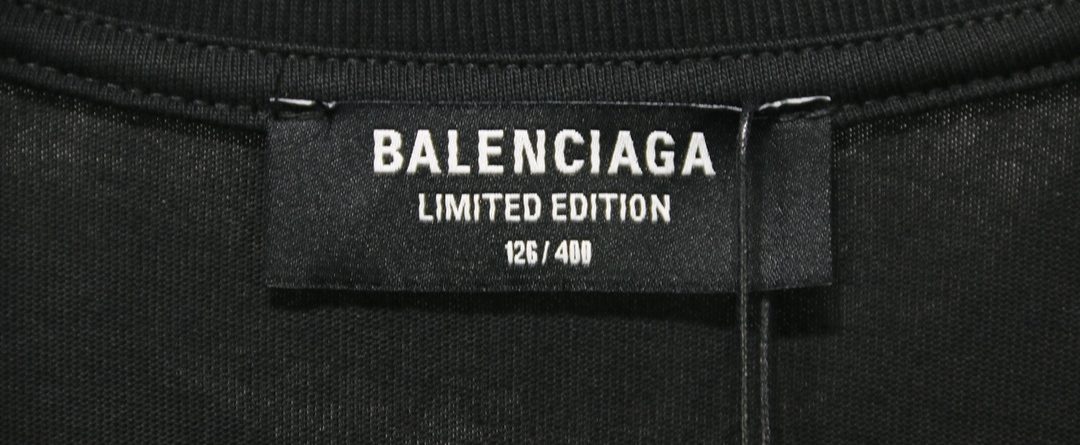 BALENCIAGA
LIMITED EDITION
126 / 400